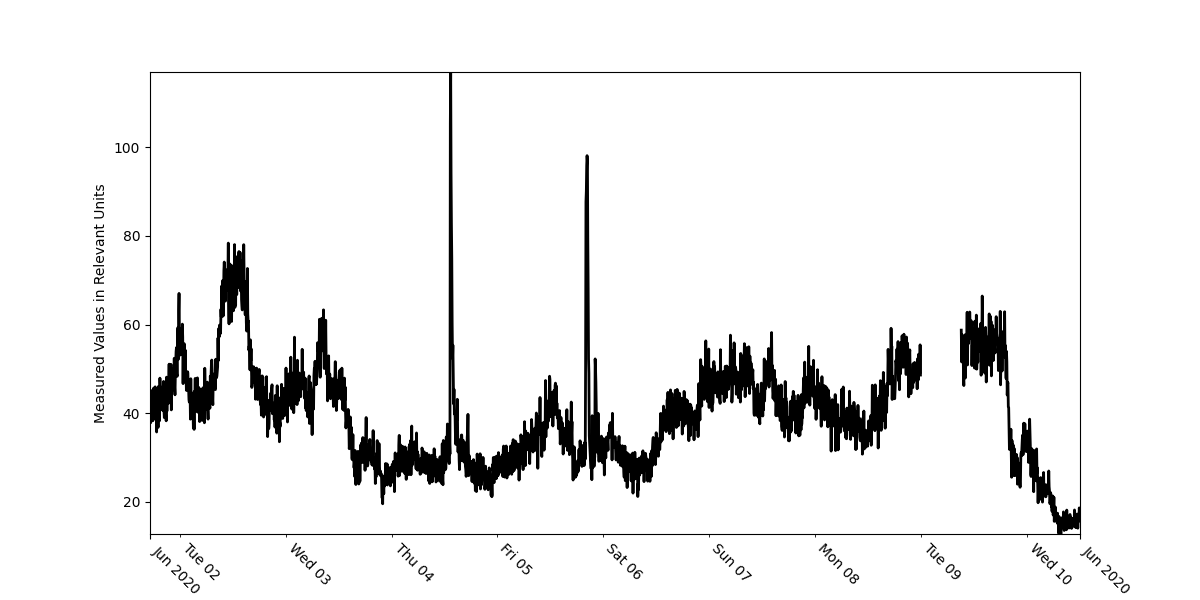 100
80
60
40
20
Measured Values in Relevant Units
Jun 2020
Tue 02
Wed 03
Thu 04
Fri 05
Sat 06
Sun 07
Mon 08
Tue 09
Wed 10
Jun 2020